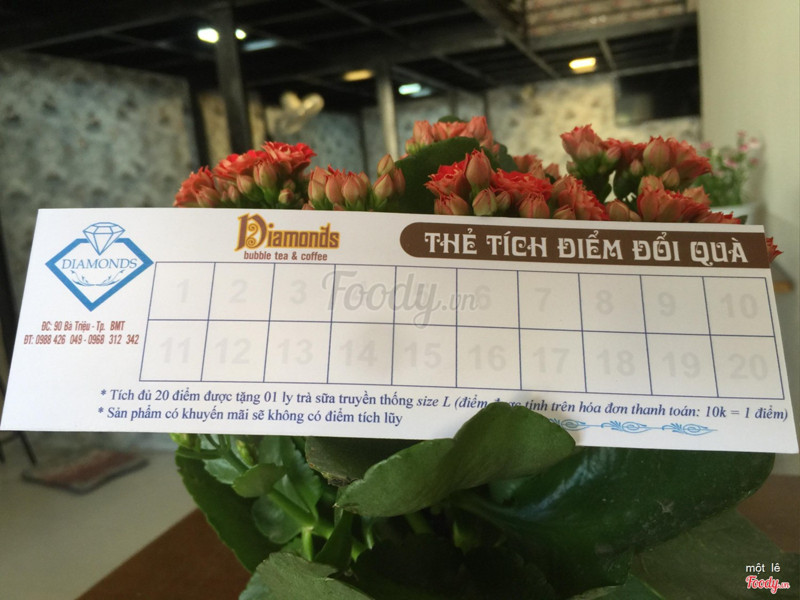 DIAMONDS
Diamonds
bubble tea & coffee
THẺ TÍCH ĐIỂM ĐỔI QUÀ
ĐC: 90 Bà Triệu - Tp. BMT
ĐT: 0988 426 049 - 0968 312 342
1 2 3 6 7 8 9 10
Foody.vn
11 12 13 14 15 16 17 18 19 20
* Tích đủ 20 điểm được tặng 01 ly trà sữa truyền thống size L (điểm được tính trên hóa đơn thanh toán: 10k = 1 điểm)
* Sản phẩm có khuyến mãi sẽ không có điểm tích lũy
một lé
Foody.vn